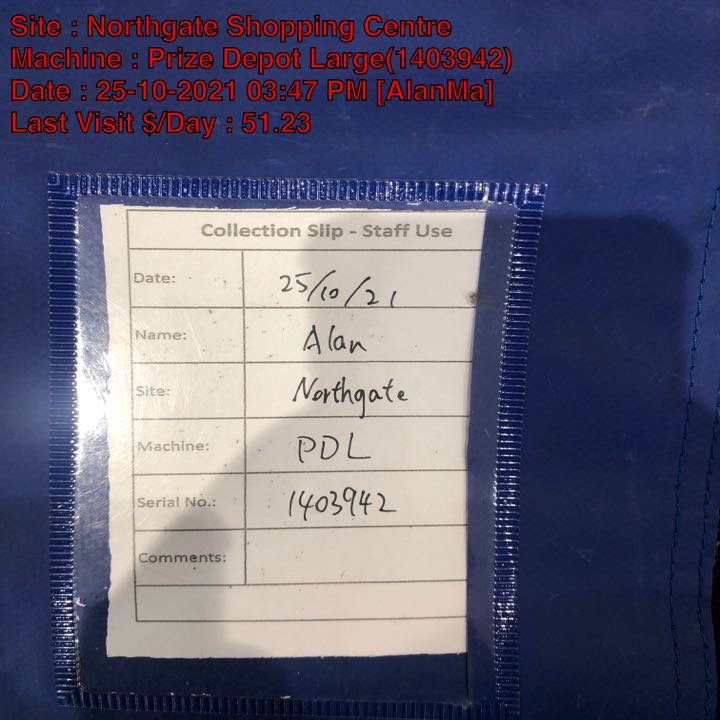 Site : Northgate Shopping Centre
Machine : Prize Depot Large(1403942)
Date : 25-10-2021 03:47 PM [AlanMa]
Last Visit $/Day : 51.23
Collection Slip - Staff Use
Date: 25/10/21
Name: Alan
Site: Northgate
Machine: PDL
Serial No.: 1403942
Comments: